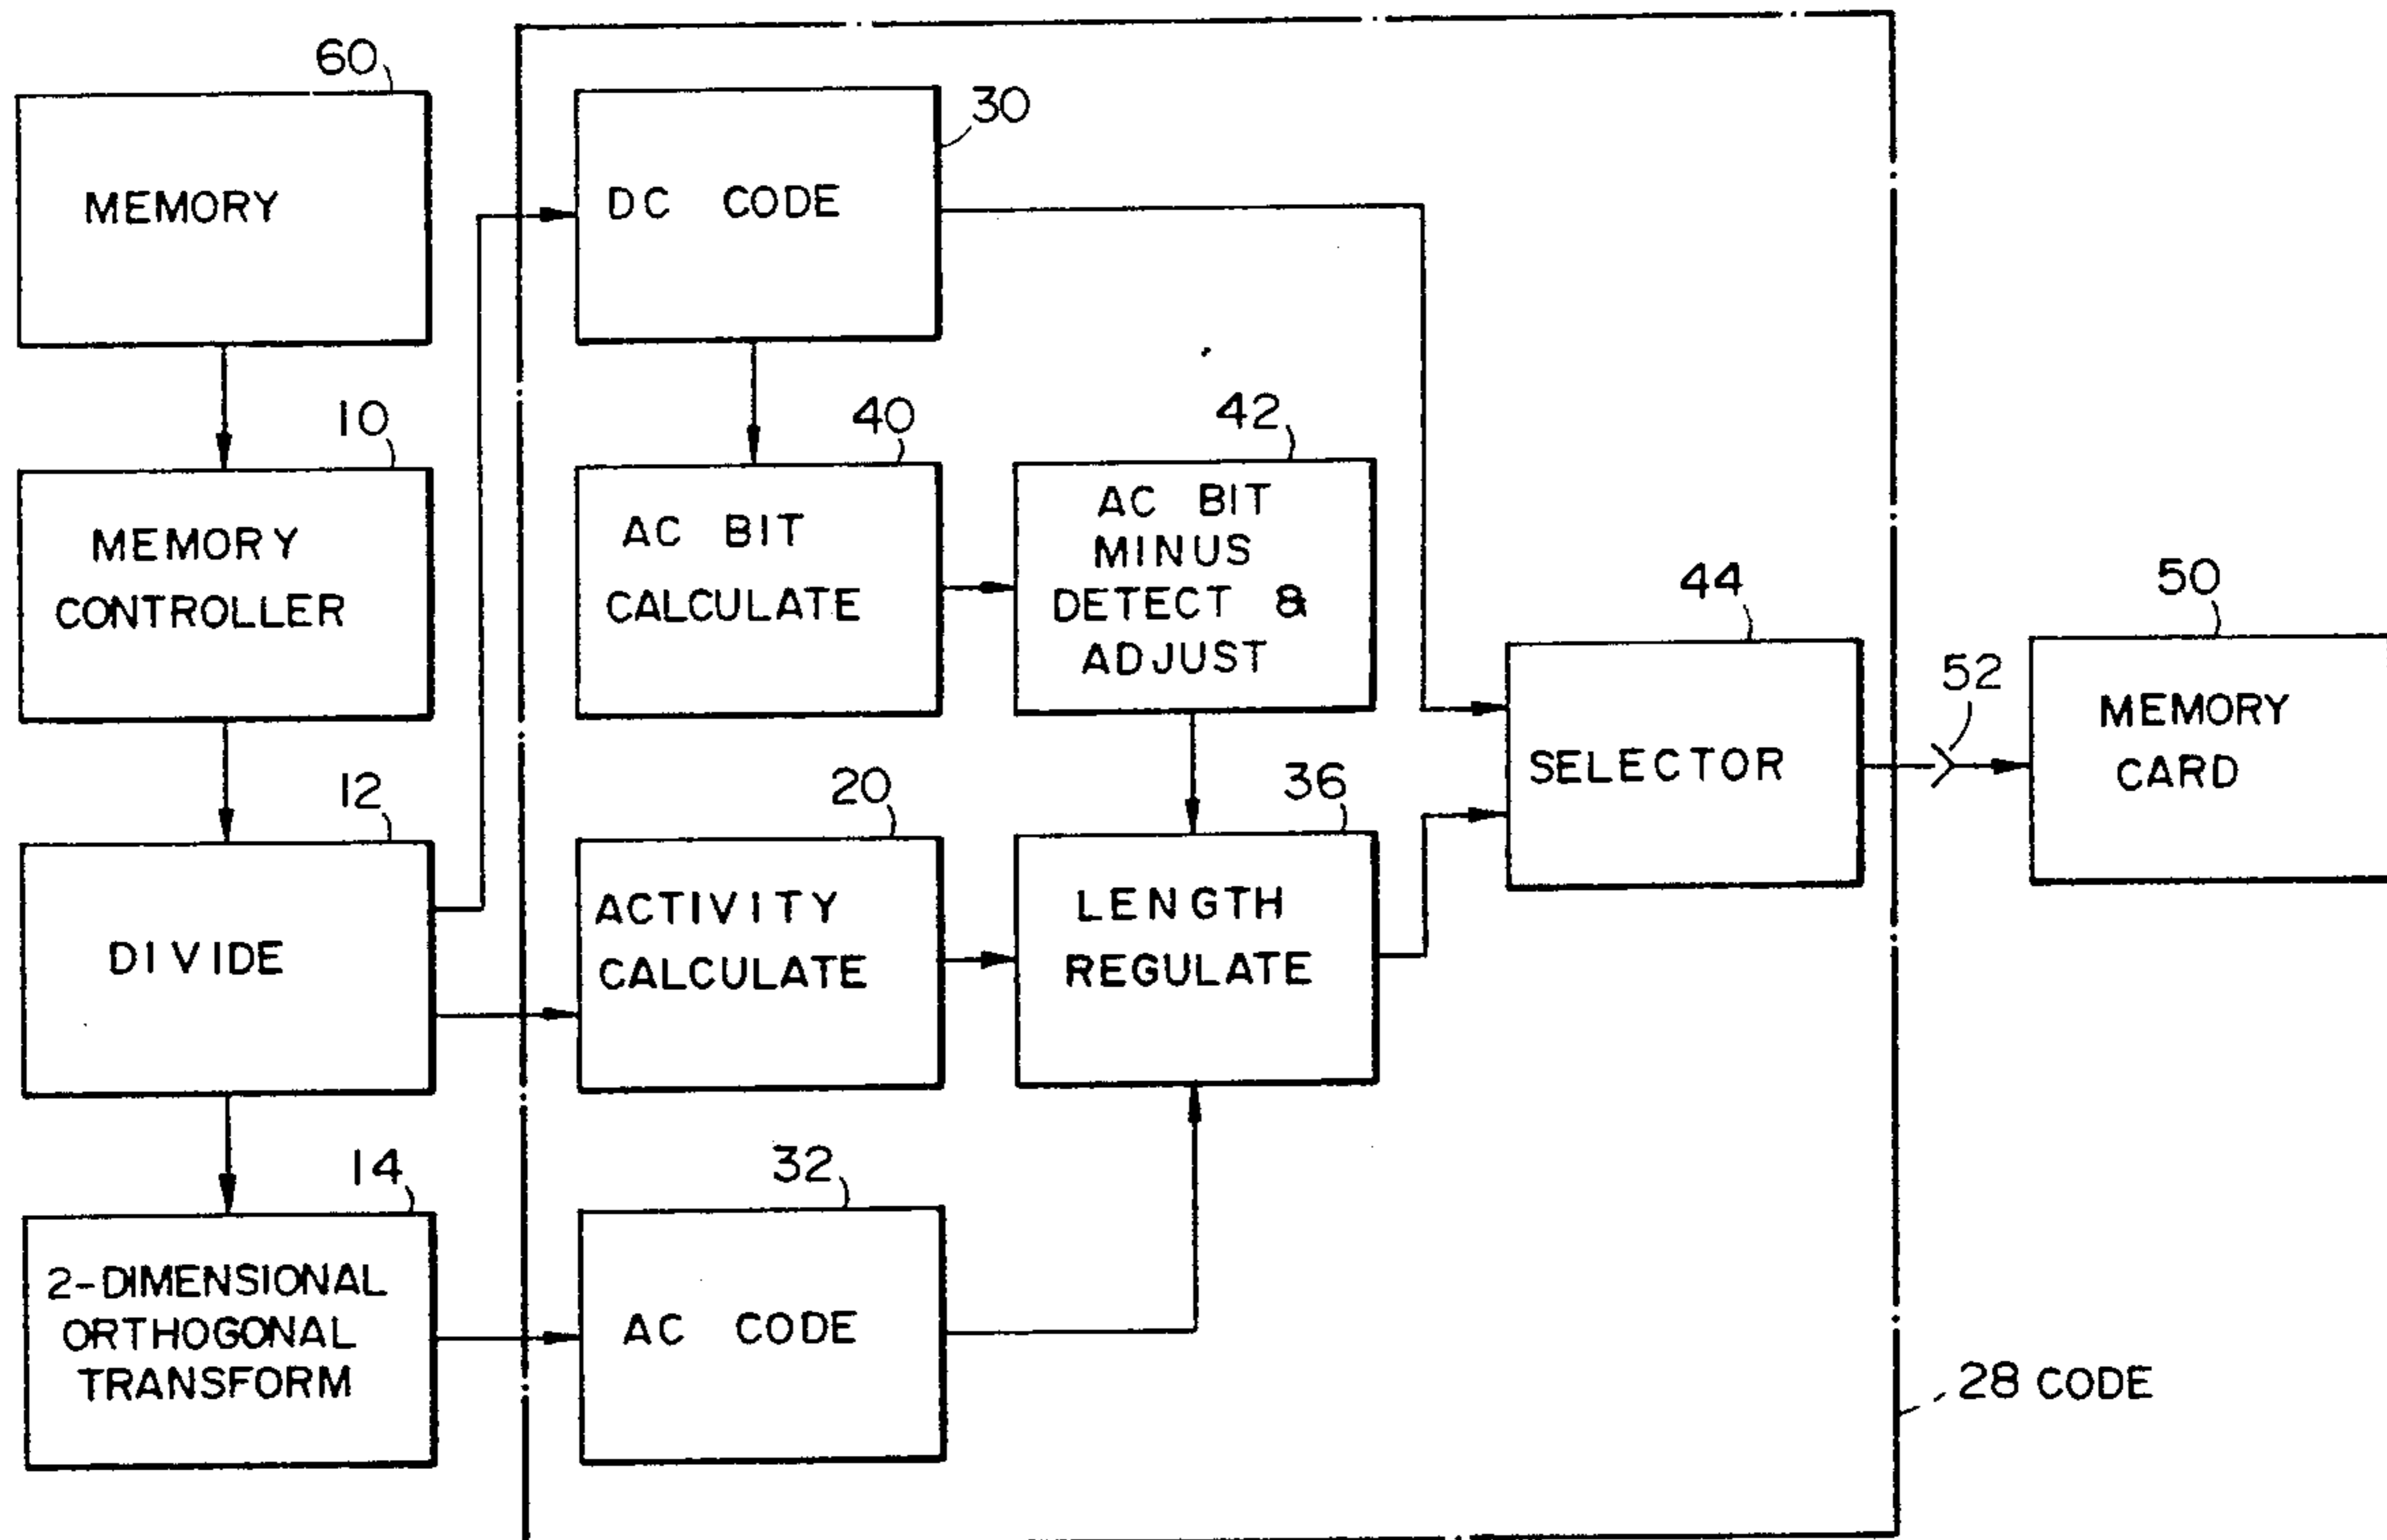 60
MEMORY
30
DC CODE
10
MEMORY
CONTROLLER
40
AC BIT
CALCULATE
42
AC BIT
MINUS
DETECT &
ADJUST
44
SELECTOR
52
50
MEMORY
CARD
12
DIVIDE
20
ACTIVITY
CALCULATE
36
LENGTH
REGULATE
14
2-DIMENSIONAL
ORTHOGONAL
TRANSFORM
32
AC CODE
28 CODE